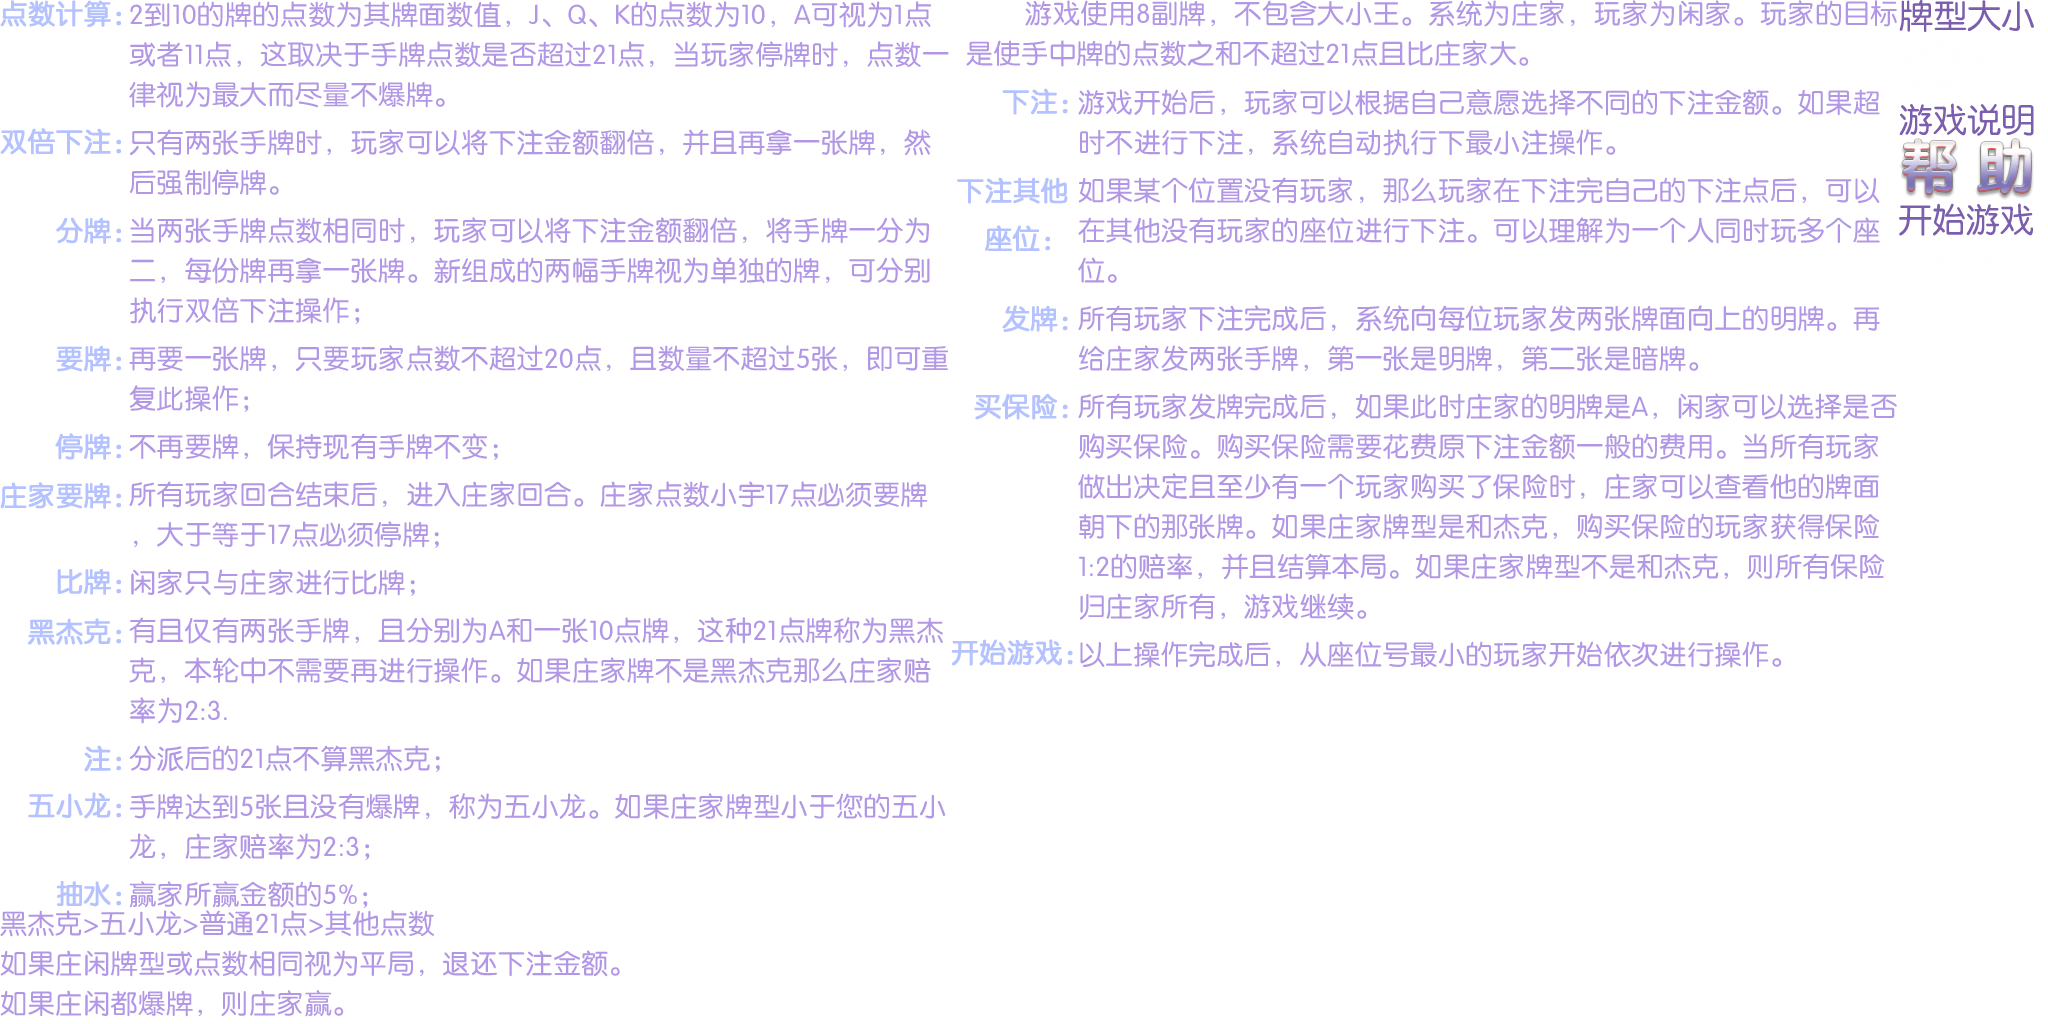 点数计算：2到10的牌的点数为其牌面数值，J、Q、K的点数为10，A可视为1点
或者11点，这取决于手牌点数是否超过21点，当玩家停牌时，点数一
律视为最大而尽量不爆牌。
双倍下注：只有两张手牌时，玩家可以将下注金额翻倍，并且再拿一张牌，然
后强制停牌。
分牌：当两张手牌点数相同时，玩家可以将下注金额翻倍，将手牌一分为
二，每份牌再拿一张牌。新组成的两幅手牌视为单独的牌，可分别
执行双倍下注操作；
要牌：再要一张牌，只要玩家点数不超过20点，且数量不超过5张，即可重
复此操作；
停牌：不再要牌，保持现有手牌不变；
庄家要牌：所有玩家回合结束后，进入庄家回合。庄家点数小宇17点必须要牌
，大于等于17点必须停牌；
比牌：闲家只与庄家进行比牌；
黑杰克：有且仅有两张手牌，且分别为A和一张10点牌，这种21点牌称为黑杰
克，本轮中不需要再进行操作。如果庄家牌不是黑杰克那么庄家赔
率为2:3.
注：分派后的21点不算黑杰克；
五小龙：手牌达到5张且没有爆牌，称为五小龙。如果庄家牌型小于您的五小
龙，庄家赔率为2:3；
抽水：赢家所赢金额的5%；
黑杰克>五小龙>普通21点>其他点数
如果庄闲牌型或点数相同视为平局，退还下注金额。
如果庄闲都爆牌，则庄家赢。
游戏使用8副牌，不包含大小王。系统为庄家，玩家为闲家。玩家的目标
是使手中牌的点数之和不超过21点且比庄家大。
下注：游戏开始后，玩家可以根据自己意愿选择不同的下注金额。如果超
时不进行下注，系统自动执行下最小注操作。
下注其他 如果某个位置没有玩家，那么玩家在下注完自己的下注点后，可以
座位： 在其他没有玩家的座位进行下注。可以理解为一个人同时玩多个座
位。
发牌：所有玩家下注完成后，系统向每位玩家发两张牌面向上的明牌。再
给庄家发两张手牌，第一张是明牌，第二张是暗牌。
买保险：所有玩家发牌完成后，如果此时庄家的明牌是A，闲家可以选择是否
购买保险。购买保险需要花费原下注金额一般的费用。当所有玩家
做出决定且至少有一个玩家购买了保险时，庄家可以查看他的牌面
朝下的那张牌。如果庄家牌型是和杰克，购买保险的玩家获得保险
1:2的赔率，并且结算本局。如果庄家牌型不是和杰克，则所有保险
归庄家所有，游戏继续。
开始游戏：以上操作完成后，从座位号最小的玩家开始依次进行操作。
牌型大小
游戏说明
帮 助
开始游戏